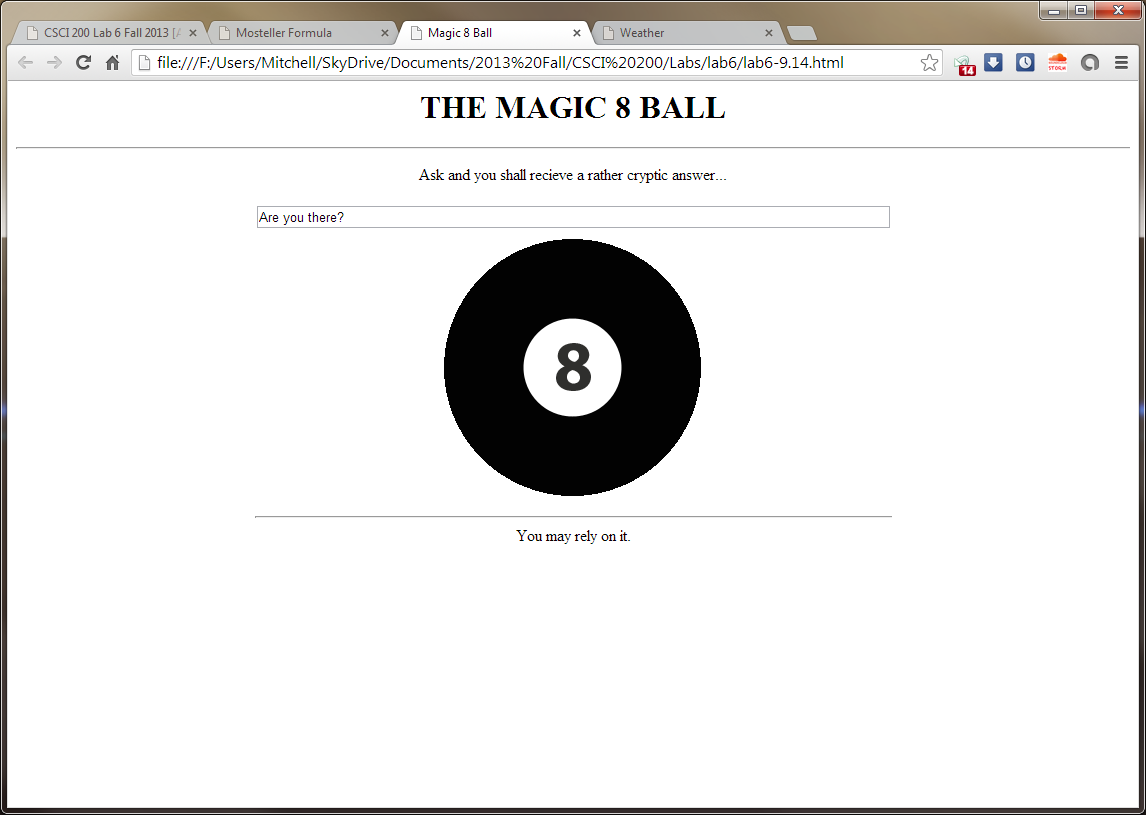 CSCI 200 Lab 6 Fall 2013 [A
Mosteller Formula
Magic 8 Ball
Weather
file:///F:/Users/Mitchell/SkyDrive/Documents/2013%20Fall/CSCI%20200/Labs/lab6/lab6-9.14.html
14
STORM
THE MAGIC 8 BALL
Ask and you shall recieve a rather cryptic answer...
Are you there?
8
You may rely on it.